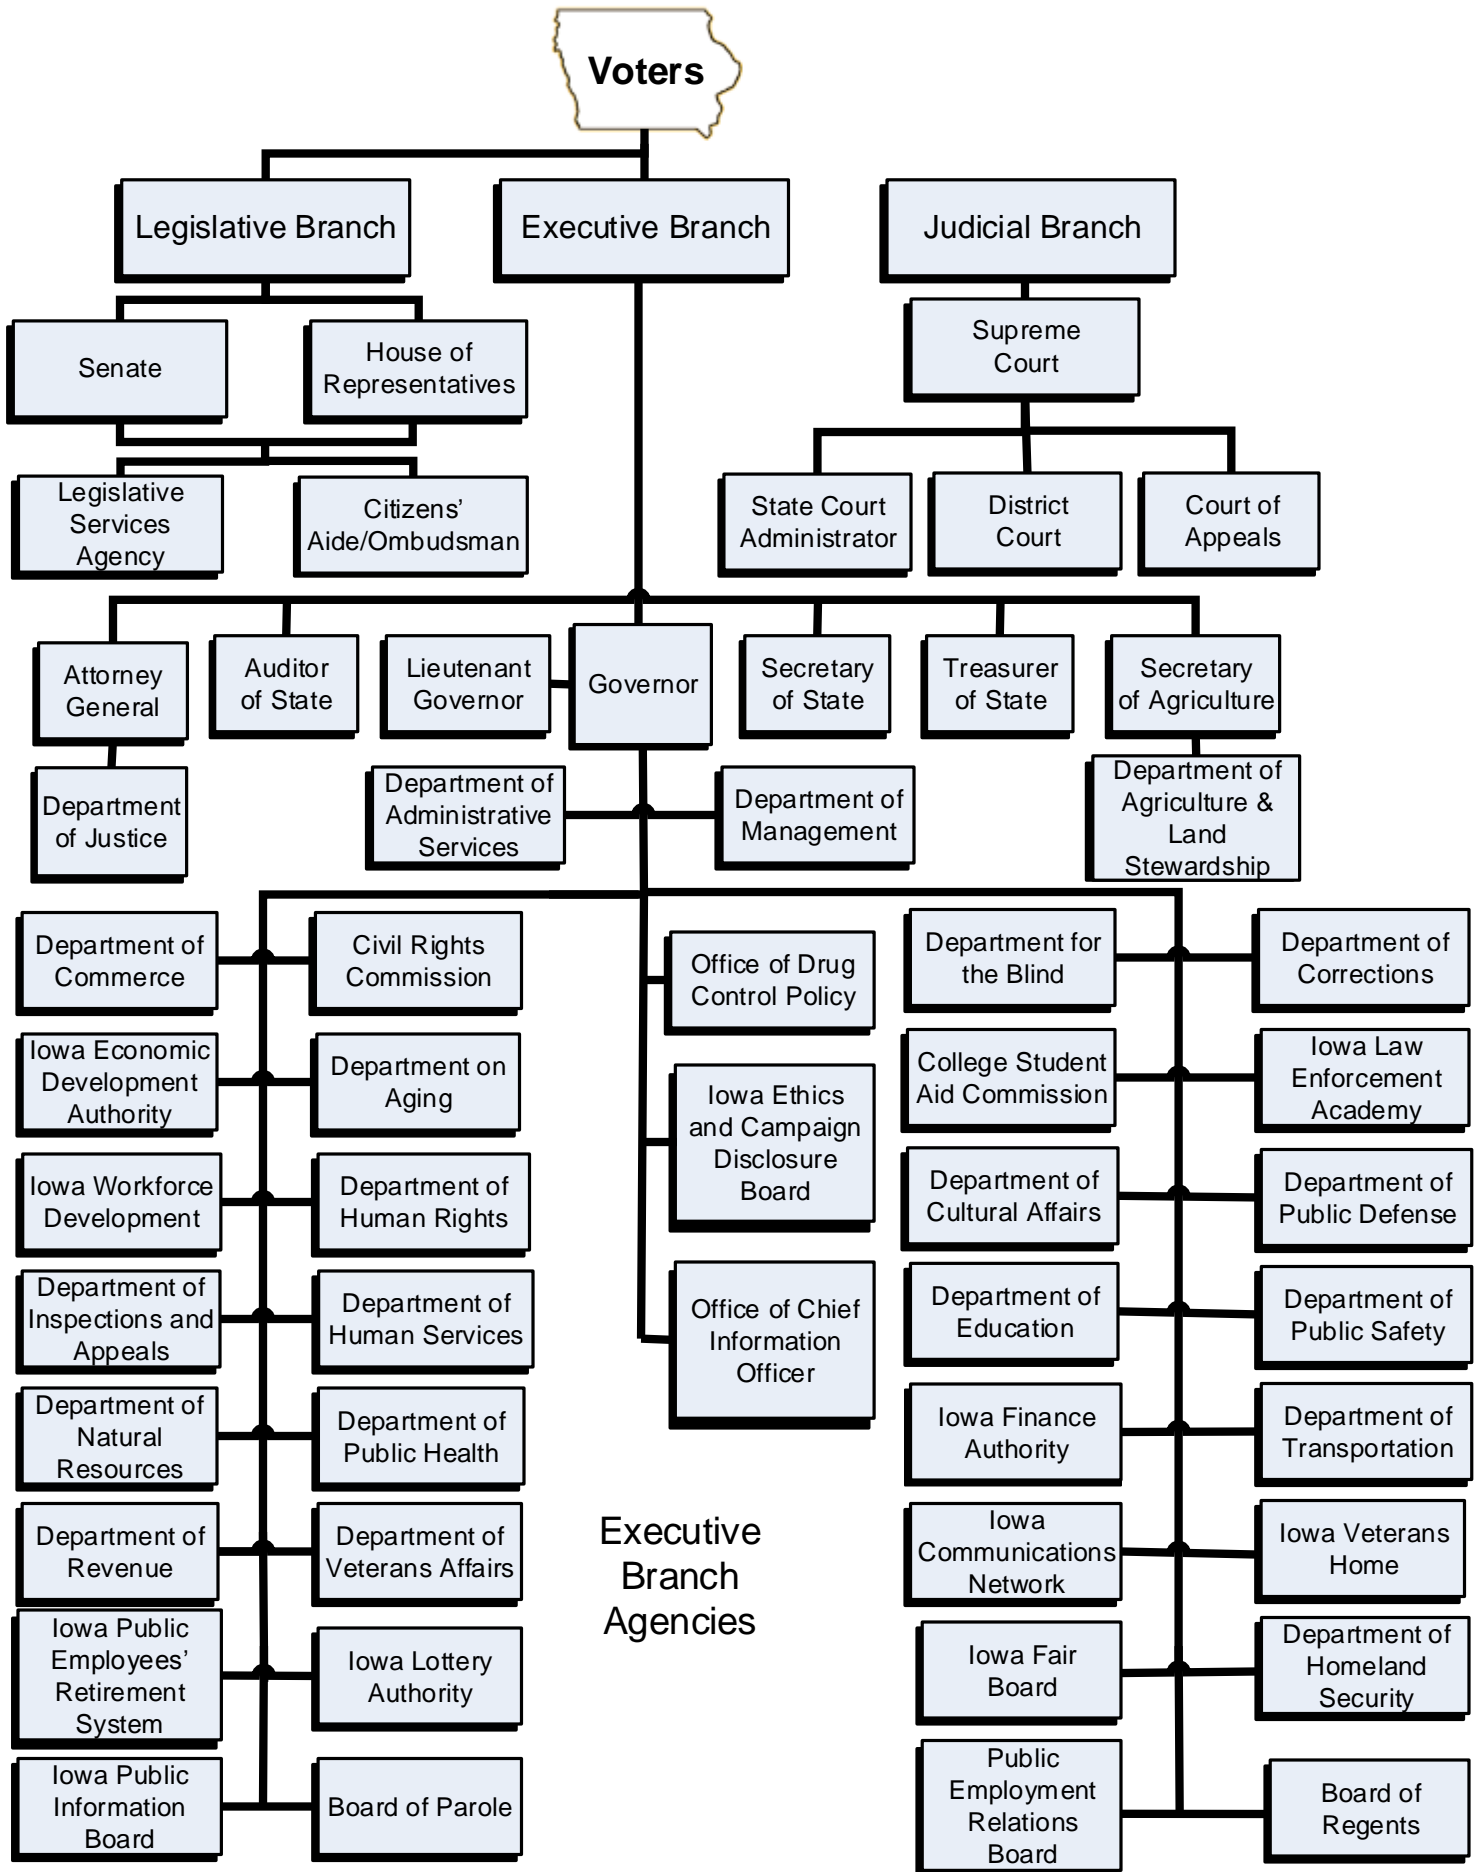 Voters
Legislative Branch
Executive Branch
Judicial Branch
Senate
House of
Representatives
Supreme
Court
Legislative
Services
Agency
Citizens’
Aide/Ombudsman
State Court
Administrator
District
Court
Court of
Appeals
Attorney
General
Auditor
of State
Lieutenant
Governor
Governor
Secretary
of State
Treasurer
of State
Secretary
of Agriculture
Department
of Justice
Department of
Administrative
Services
Department of
Management
Department of
Agriculture &
Land
Stewardship
Department of
Commerce
Civil Rights
Commission
Office of Drug
Control Policy
Department for
the Blind
Department of
Corrections
Iowa Economic
Development
Authority
Department on
Aging
Iowa Ethics
and Campaign
Disclosure
Board
College Student
Aid Commission
Iowa Law
Enforcement
Academy
Iowa Workforce
Development
Department of
Human Rights
Department of
Cultural Affairs
Department of
Public Defense
Department of
Inspections and
Appeals
Department of
Human Services
Office of Chief
Information
Officer
Department of
Education
Department of
Public Safety
Department of
Natural
Resources
Department of
Public Health
Iowa Finance
Authority
Department of
Transportation
Department of
Revenue
Department of
Veterans Affairs
Executive
Branch
Agencies
Iowa
Communications
Network
Iowa Veterans
Home
Iowa Public
Employees’
Retirement
System
Iowa Lottery
Authority
Iowa Fair
Board
Department of
Homeland
Security
Iowa Public
Information
Board
Board of Parole
Public
Employment
Relations
Board
Board of
Regents